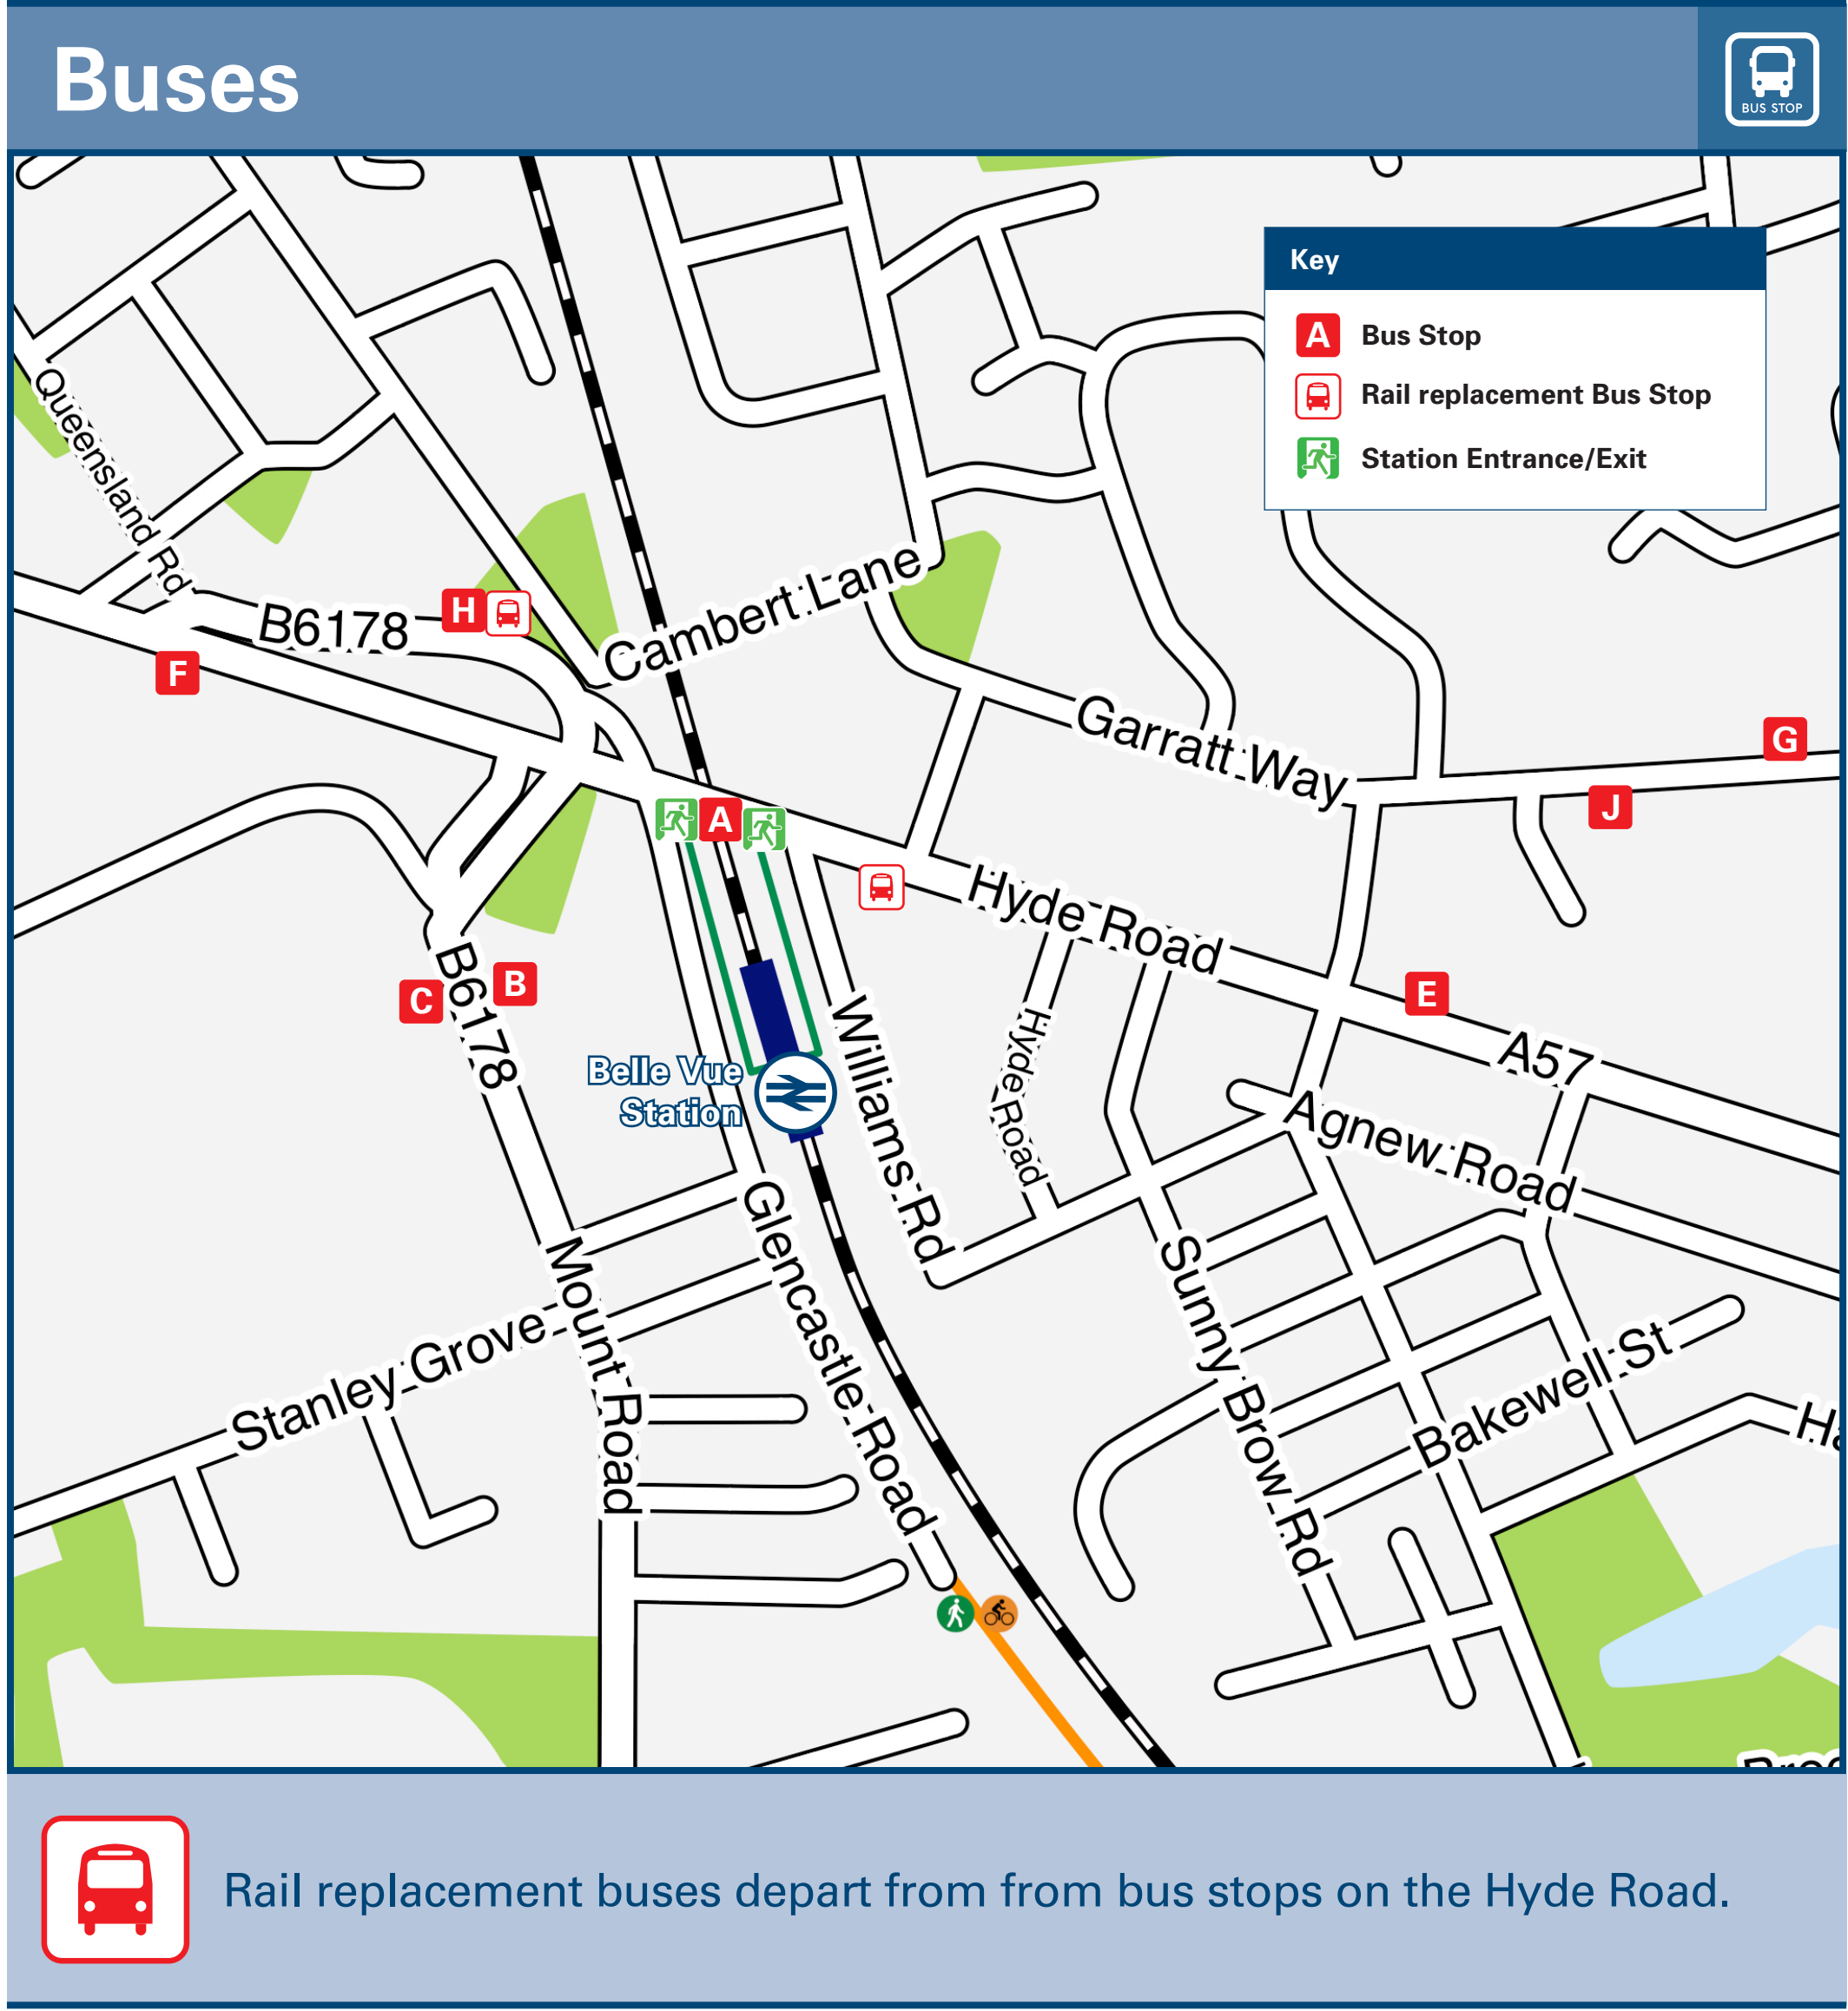 Buses
BUS STOP
Key
A Bus Stop
Rail replacement Bus Stop
Station Entrance/Exit
Queensland Rd
B6178
H
F
Cambert Lane
Garratt Way
G
J
A
Hyde Road
E
A57
C
B
B6178
Belle Vue
Station
Williams Rd
Hyde Road
Agnew Road
Mount Road
Glencastle Road
Stanley Grove
Sunny Brow Rd
Bakewell St
Rail replacement buses depart from from bus stops on the Hyde Road.